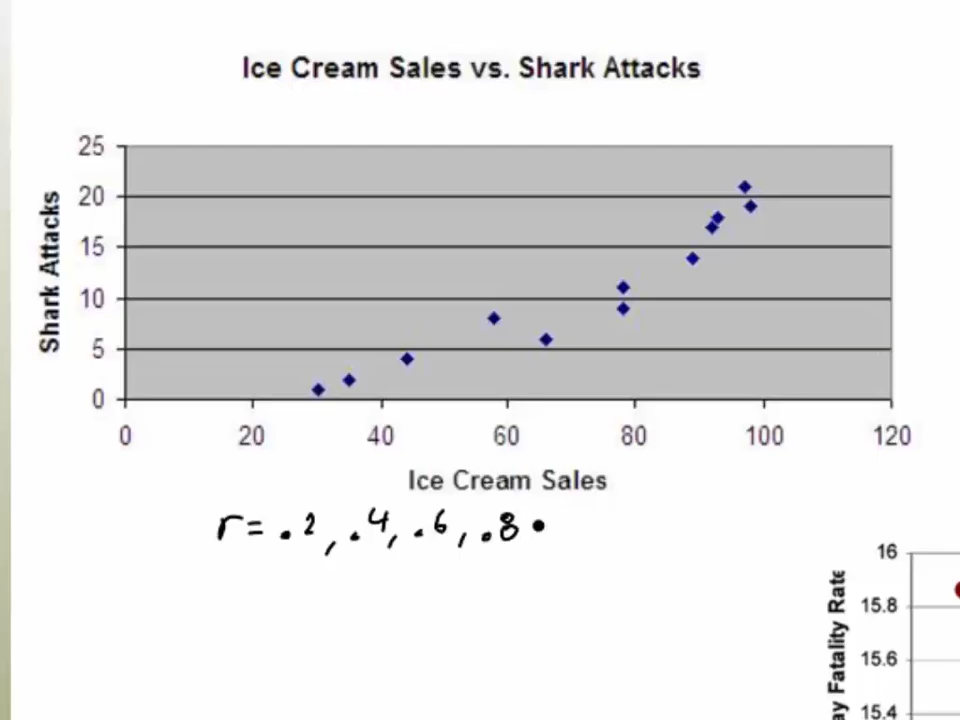 Ice Cream Sales vs. Shark Attacks
25
20
15
10
5
0
Shark Attacks
0 20 40 60 80 100 120
Ice Cream Sales
r = .2, .4, .6, .8
16
15.8
15.6
15.4
ay Fatality Rate